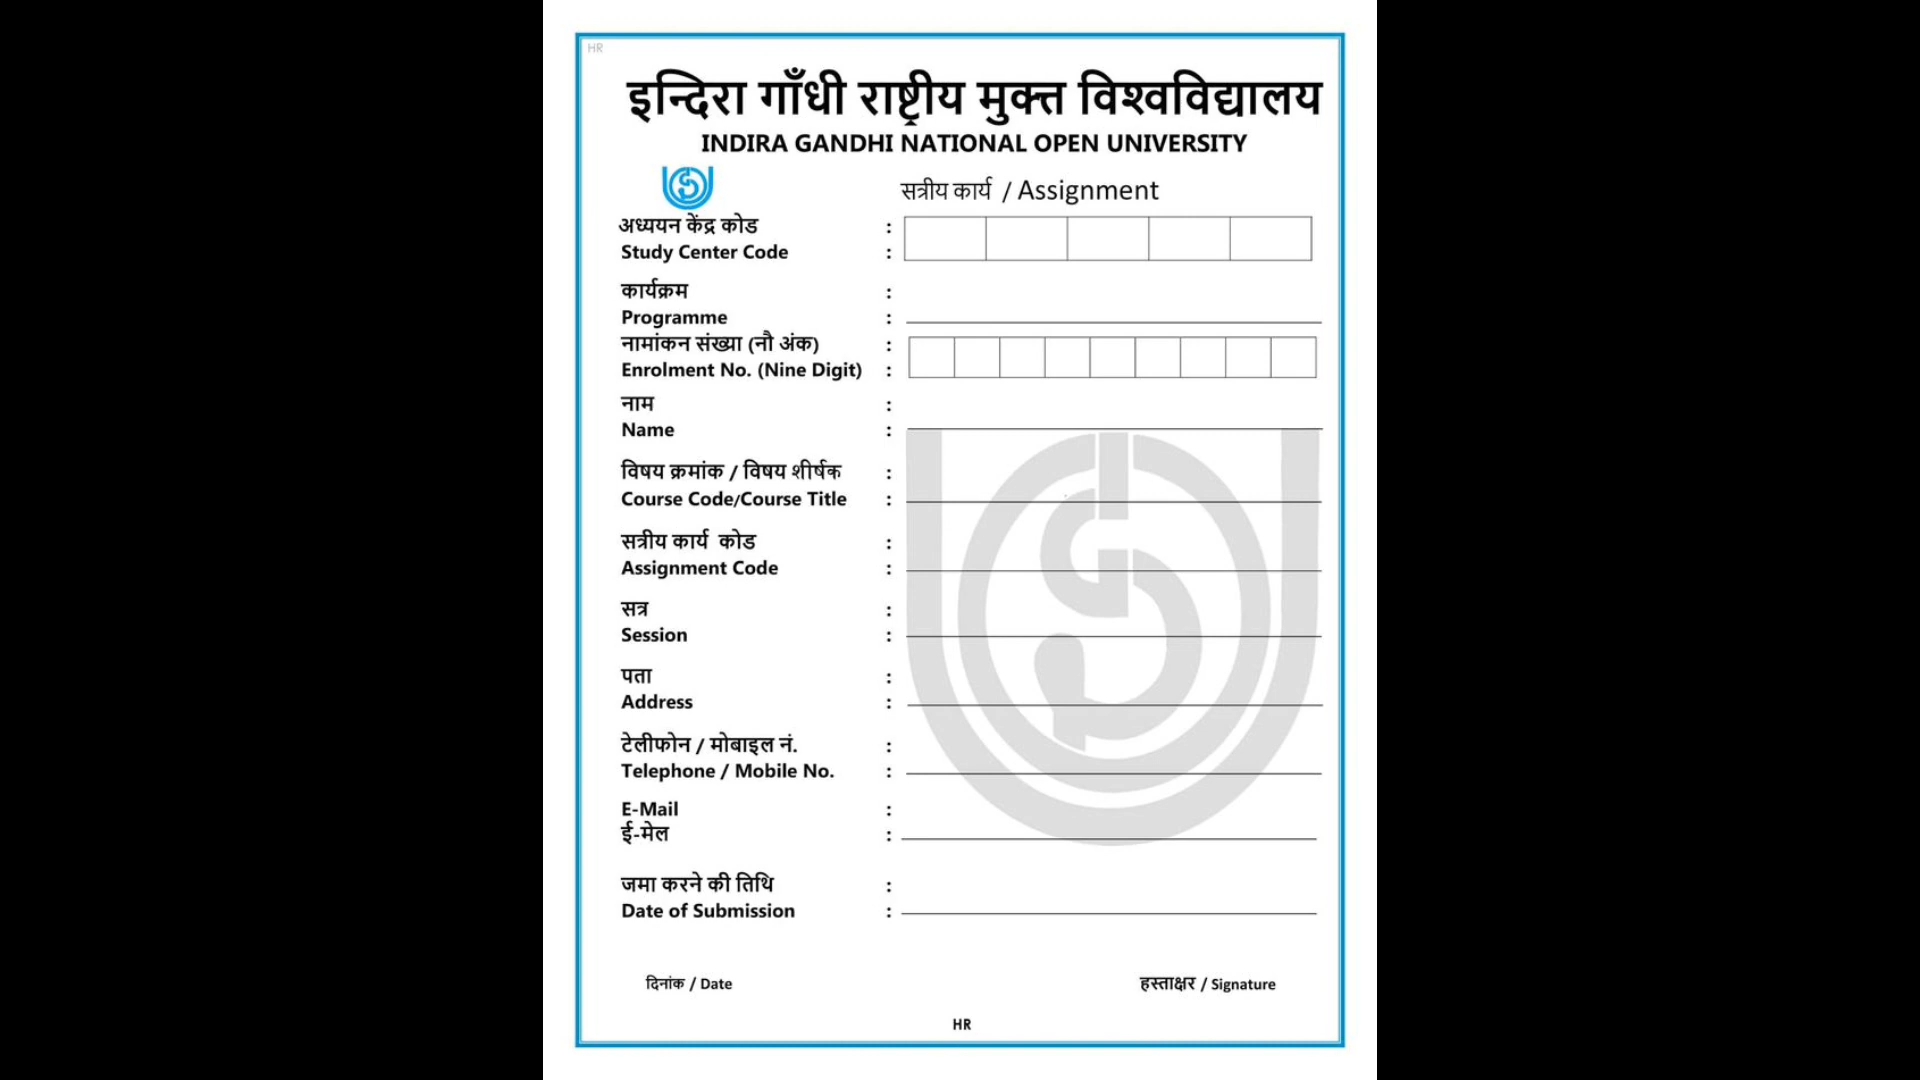 HR
इन्दिरा गाँधी राष्ट्रीय मुक्त विश्वविद्यालय
INDIRA GANDHI NATIONAL OPEN UNIVERSITY
सत्रीय कार्य / Assignment
अध्ययन केंद्र कोड :
Study Center Code :
कार्यक्रम :
Programme :
नामांकन संख्या (नौ अंक) :
Enrolment No. (Nine Digit) :
नाम :
Name :
विषय क्रमांक / विषय शीर्षक :
Course Code/Course Title :
सत्रीय कार्य कोड :
Assignment Code :
सत्र :
Session :
पता :
Address :
टेलीफोन / मोबाइल नं. :
Telephone / Mobile No. :
E-Mail :
ई-मेल :
जमा करने की तिथि :
Date of Submission :
दिनांक / Date हस्ताक्षर / Signature
HR